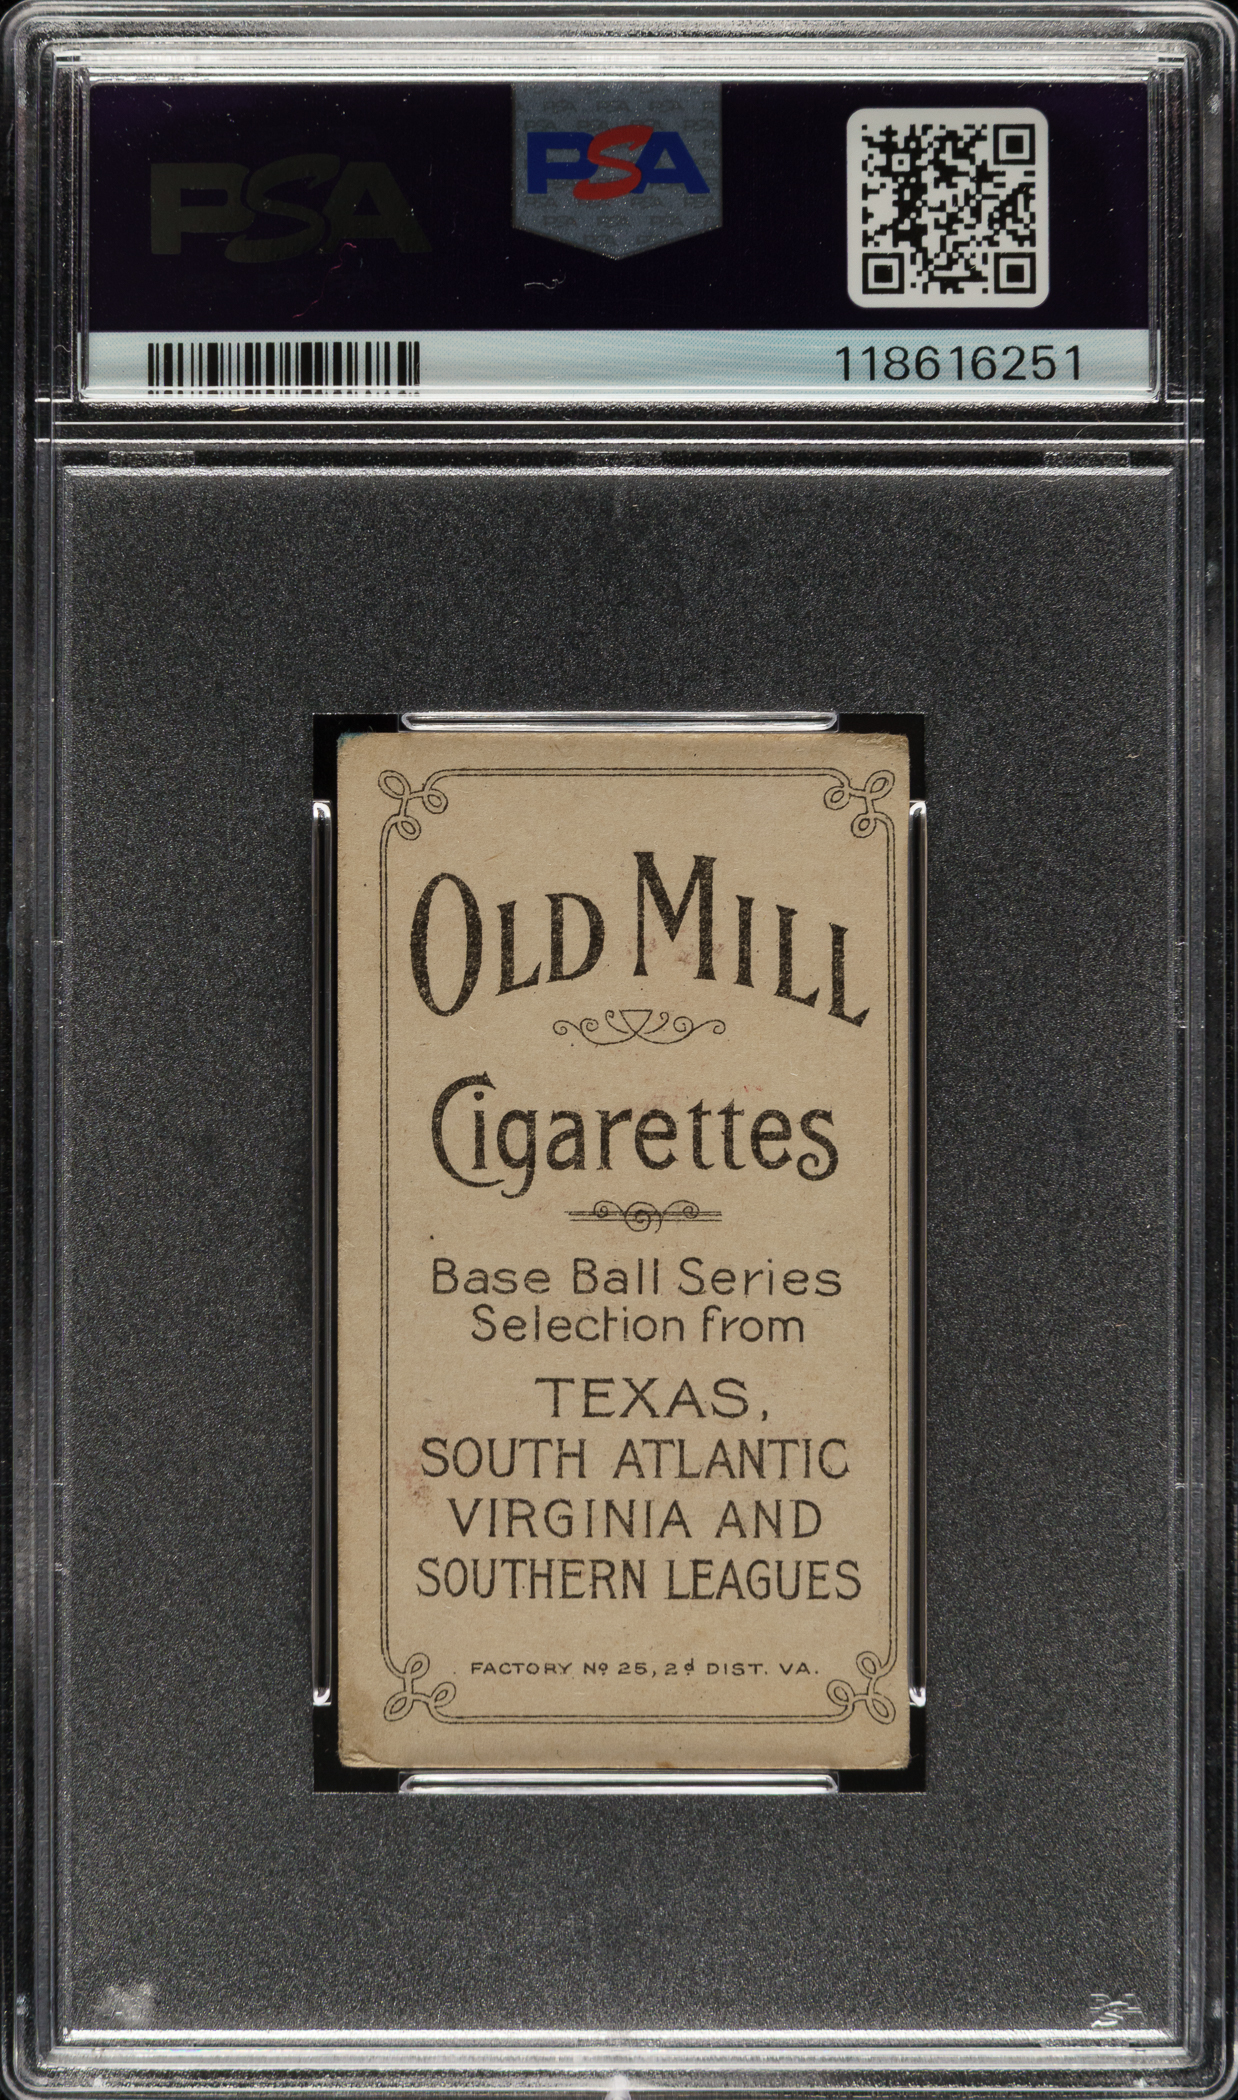 PSA
PSA
118616251
OLD MILL
Cigarettes
Base Ball Series
Selection from
TEXAS,
SOUTH ATLANTIC
VIRGINIA AND
SOUTHERN LEAGUES
FACTORY Nº 25, 2d DIST. VA.
PSA